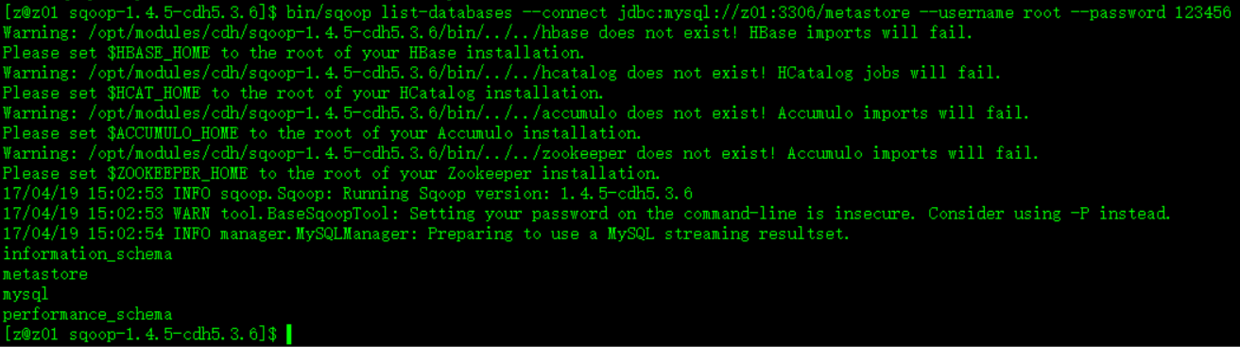 [z@z01 sqoop-1.4.5-cdh5.3.6]$ bin/sqoop list-databases --connect jdbc:mysql://z01:3306/metastore --username root --password 123456
Warning: /opt/modules/cdh/sqoop-1.4.5-cdh5.3.6/bin/../../hbase does not exist! HBase imports will fail.
Please set $HBASE_HOME to the root of your HBase installation.
Warning: /opt/modules/cdh/sqoop-1.4.5-cdh5.3.6/bin/../../hcatalog does not exist! HCatalog jobs will fail.
Please set $HCAT_HOME to the root of your HCatalog installation.
Warning: /opt/modules/cdh/sqoop-1.4.5-cdh5.3.6/bin/../../accumulo does not exist! Accumulo imports will fail.
Please set $ACCUMULO_HOME to the root of your Accumulo installation.
Warning: /opt/modules/cdh/sqoop-1.4.5-cdh5.3.6/bin/../../zookeeper does not exist! Accumulo imports will fail.
Please set $ZOOKEEPER_HOME to the root of your Zookeeper installation.
17/04/19 15:02:53 INFO sqoop.Sqoop: Running Sqoop version: 1.4.5-cdh5.3.6
17/04/19 15:02:53 WARN tool.BaseSqoopTool: Setting your password on the command-line is insecure. Consider using -P instead.
17/04/19 15:02:54 INFO manager.MySQLManager: Preparing to use a MySQL streaming resultset.
information_schema
metastore
mysql
performance_schema
[z@z01 sqoop-1.4.5-cdh5.3.6]$